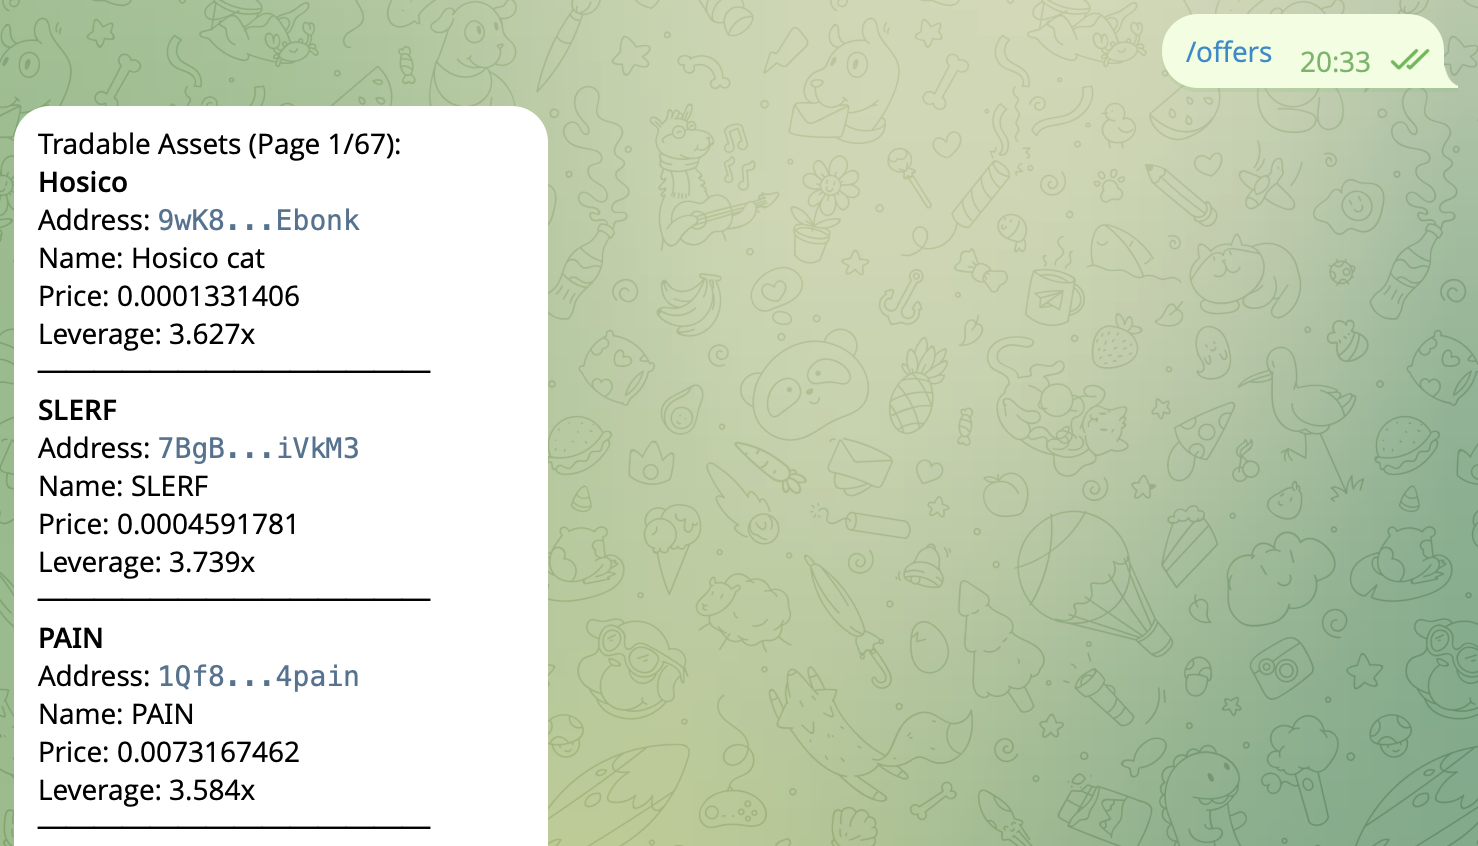 /offers 20:33
Tradable Assets (Page 1/67):
Hosico
Address: 9wK8...Ebonk
Name: Hosico cat
Price: 0.0001331406
Leverage: 3.627x
SLERF
Address: 7BgB...iVkM3
Name: SLERF
Price: 0.0004591781
Leverage: 3.739x
PAIN
Address: 1Qf8...4pain
Name: PAIN
Price: 0.0073167462
Leverage: 3.584x